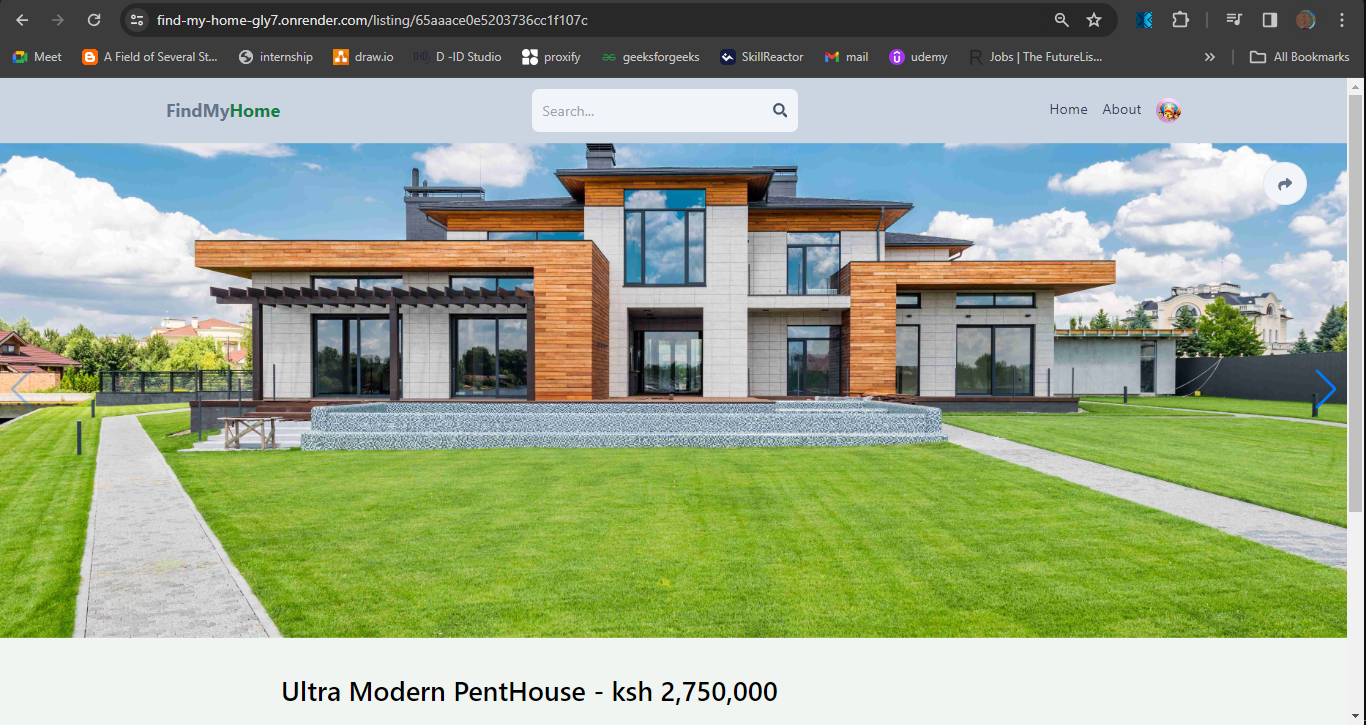 find-my-home-gly7.onrender.com/listing/65aaace0e5203736cc1f107c
Meet A Field of Several St... internship draw.io D -ID Studio proxify geeksforgeeks SkillReactor mail udemy Jobs | The FutureLis... » All Bookmarks
FindMyHome Search... Home About
Ultra Modern PentHouse - ksh 2,750,000